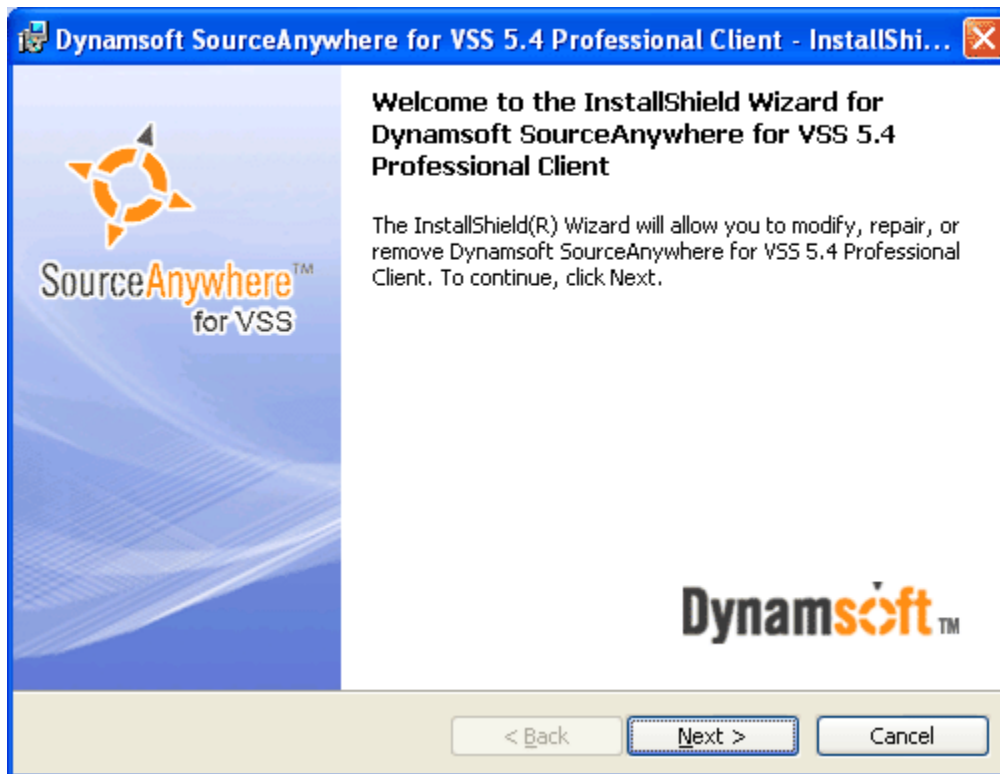 Dynamsoft SourceAnywhere for VSS 5.4 Professional Client - InstallShi...
Welcome to the InstallShield Wizard for
Dynamsoft SourceAnywhere for VSS 5.4
Professional Client
The InstallShield(R) Wizard will allow you to modify, repair, or
remove Dynamsoft SourceAnywhere for VSS 5.4 Professional
Client. To continue, click Next.
SourceAnywhere™
for VSS
Dynamsoft TM
< Back
Next >
Cancel